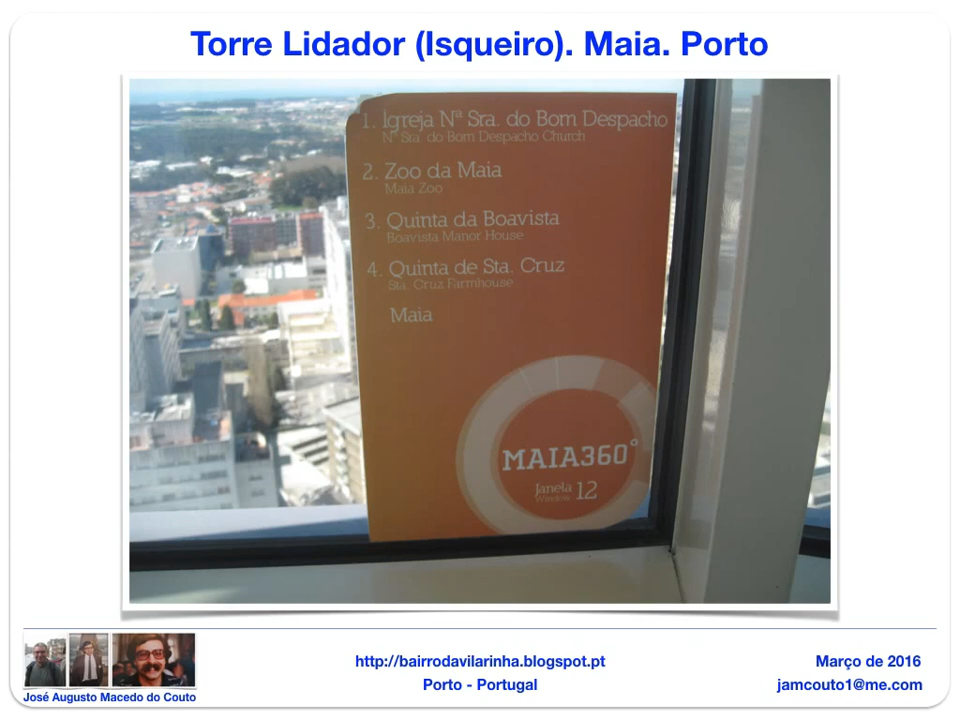 Torre Lidador (Isqueiro). Maia. Porto
1. Igreja Nª Sra. do Bom Despacho
Nª Sra. do Bom Despacho Church
2. Zoo da Maia
Maia Zoo
3. Quinta da Boavista
Boavista Manor House
4. Quinta de Sta. Cruz
Sta. Cruz Farmhouse
Maia
MAIA360°
Janela 12
Window
José Augusto Macedo do Couto
http://bairrodavilarinha.blogspot.pt
Porto - Portugal
Março de 2016
jamcouto1@me.com